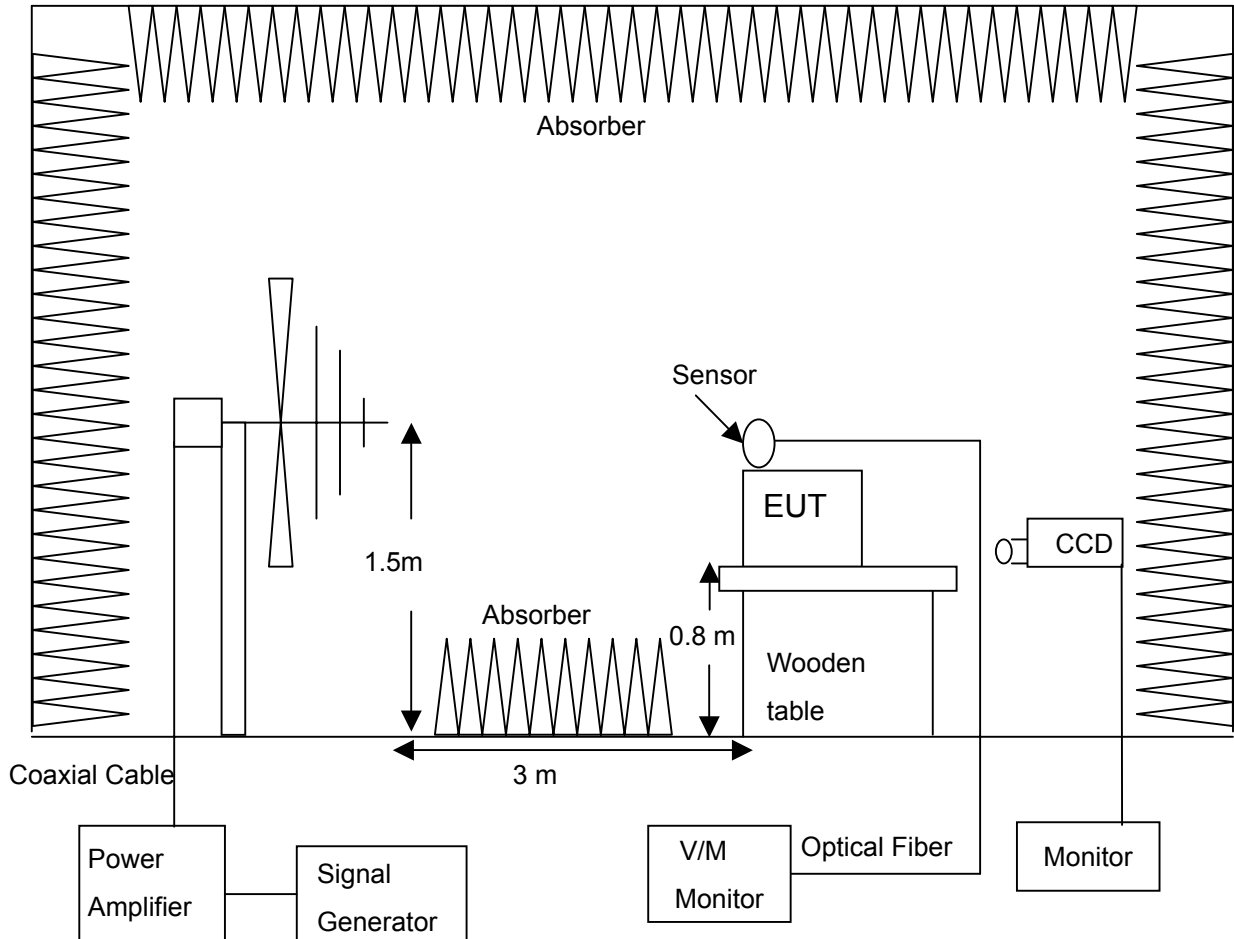 Absorber
Sensor
EUT
CCD
1.5m
Absorber
0.8 m
Wooden
table
3 m
Coaxial Cable
Power
Amplifier
Signal
Generator
V/M
Monitor
Optical Fiber
Monitor